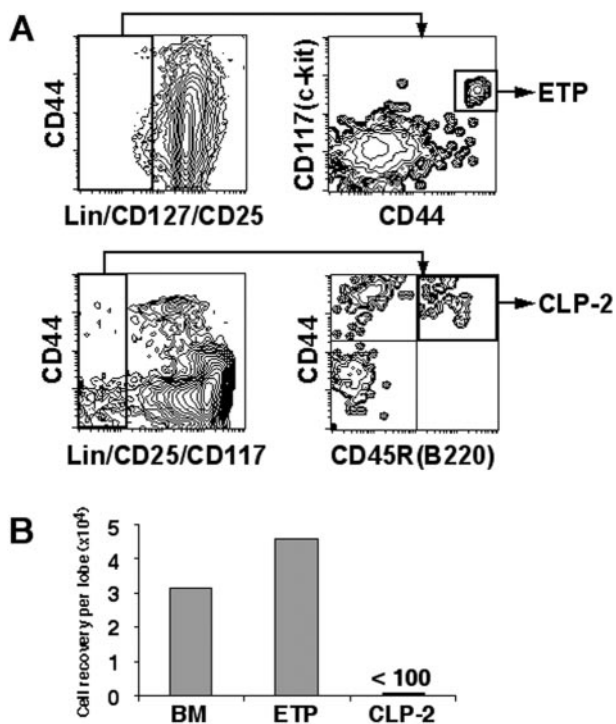 A
CD44
Lin/CD127/CD25
CD117(c-kit)
CD44
ETP
CD44
Lin/CD25/CD117
CD44
CD45R(B220)
CLP-2
B
Cell recovery per lobe (x10⁴)
5
4
3
2
1
0
< 100
BM ETP CLP-2